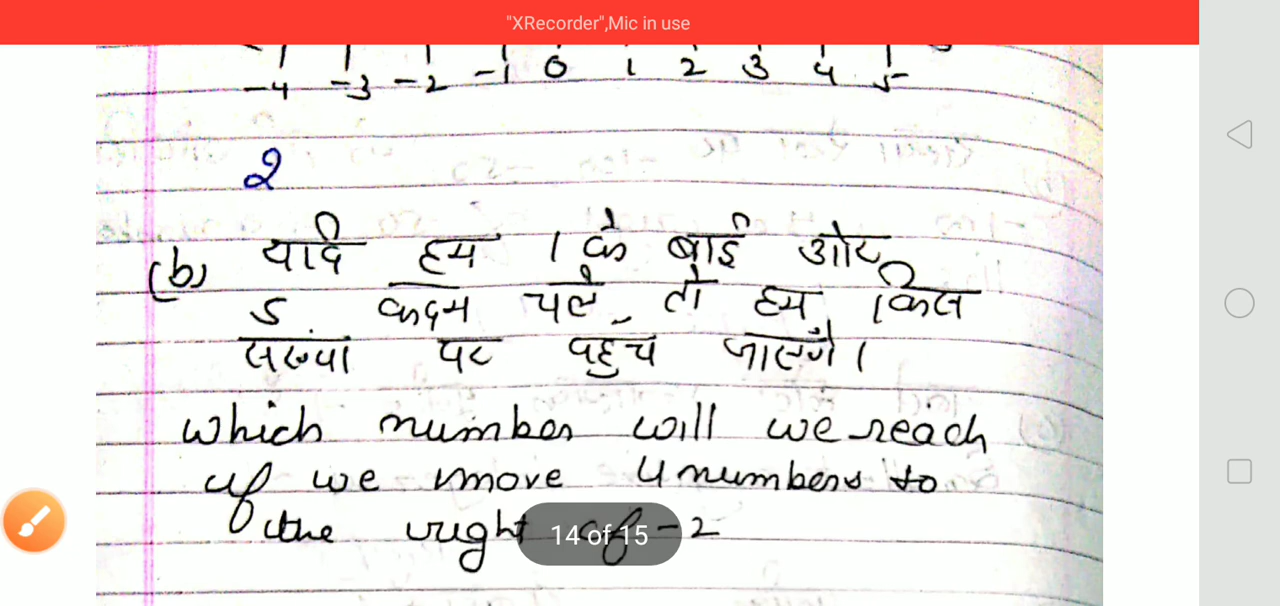 "XRecorder",Mic in use
-4 -3 -2 -1 0 1 2 3 4 5
2
(b) यदि हम 1 के बाईं ओर
5 कदम चले, तो हम किस
संख्या पर पहुंच जाएंगे।
which number will we reach
if we move 4 numbers to
the right of -2
14 of 15